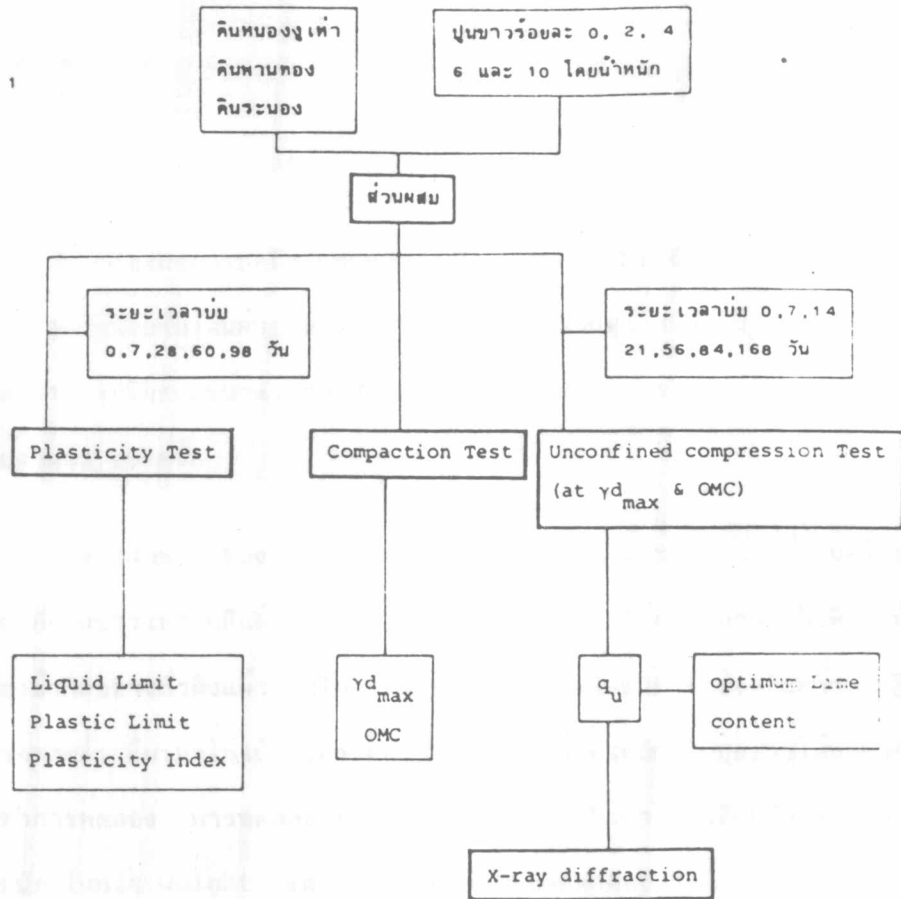 ดินหนองงูเห่า
ดินพานทอง
ดินระนอง
ปูนขาวร้อยละ 0, 2, 4
6 และ 10 โดยน้ำหนัก
1
ส่วนผสม
ระยะเวลาบ่ม
0,7,28,60,98 วัน
ระยะเวลาบ่ม 0,7,14
21,56,84,168 วัน
Plasticity Test
Compaction Test
Unconfined compression Test
(at γdmax & OMC)
Liquid Limit
Plastic Limit
Plasticity Index
γdmax
OMC
qu
optimum lime
content
X-ray diffraction